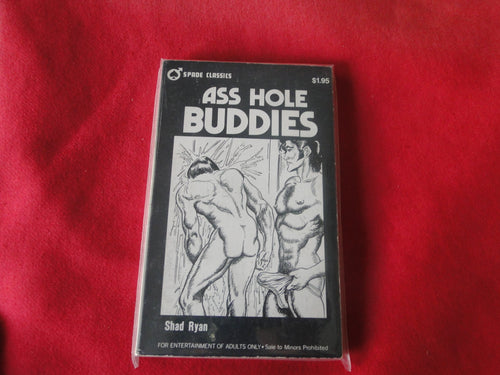 SPADE CLASSICS
$1.95
ASS HOLE
BUDDIES
Shad Ryan
FOR ENTERTAINMENT OF ADULTS ONLY • Sale to Minors Prohibited